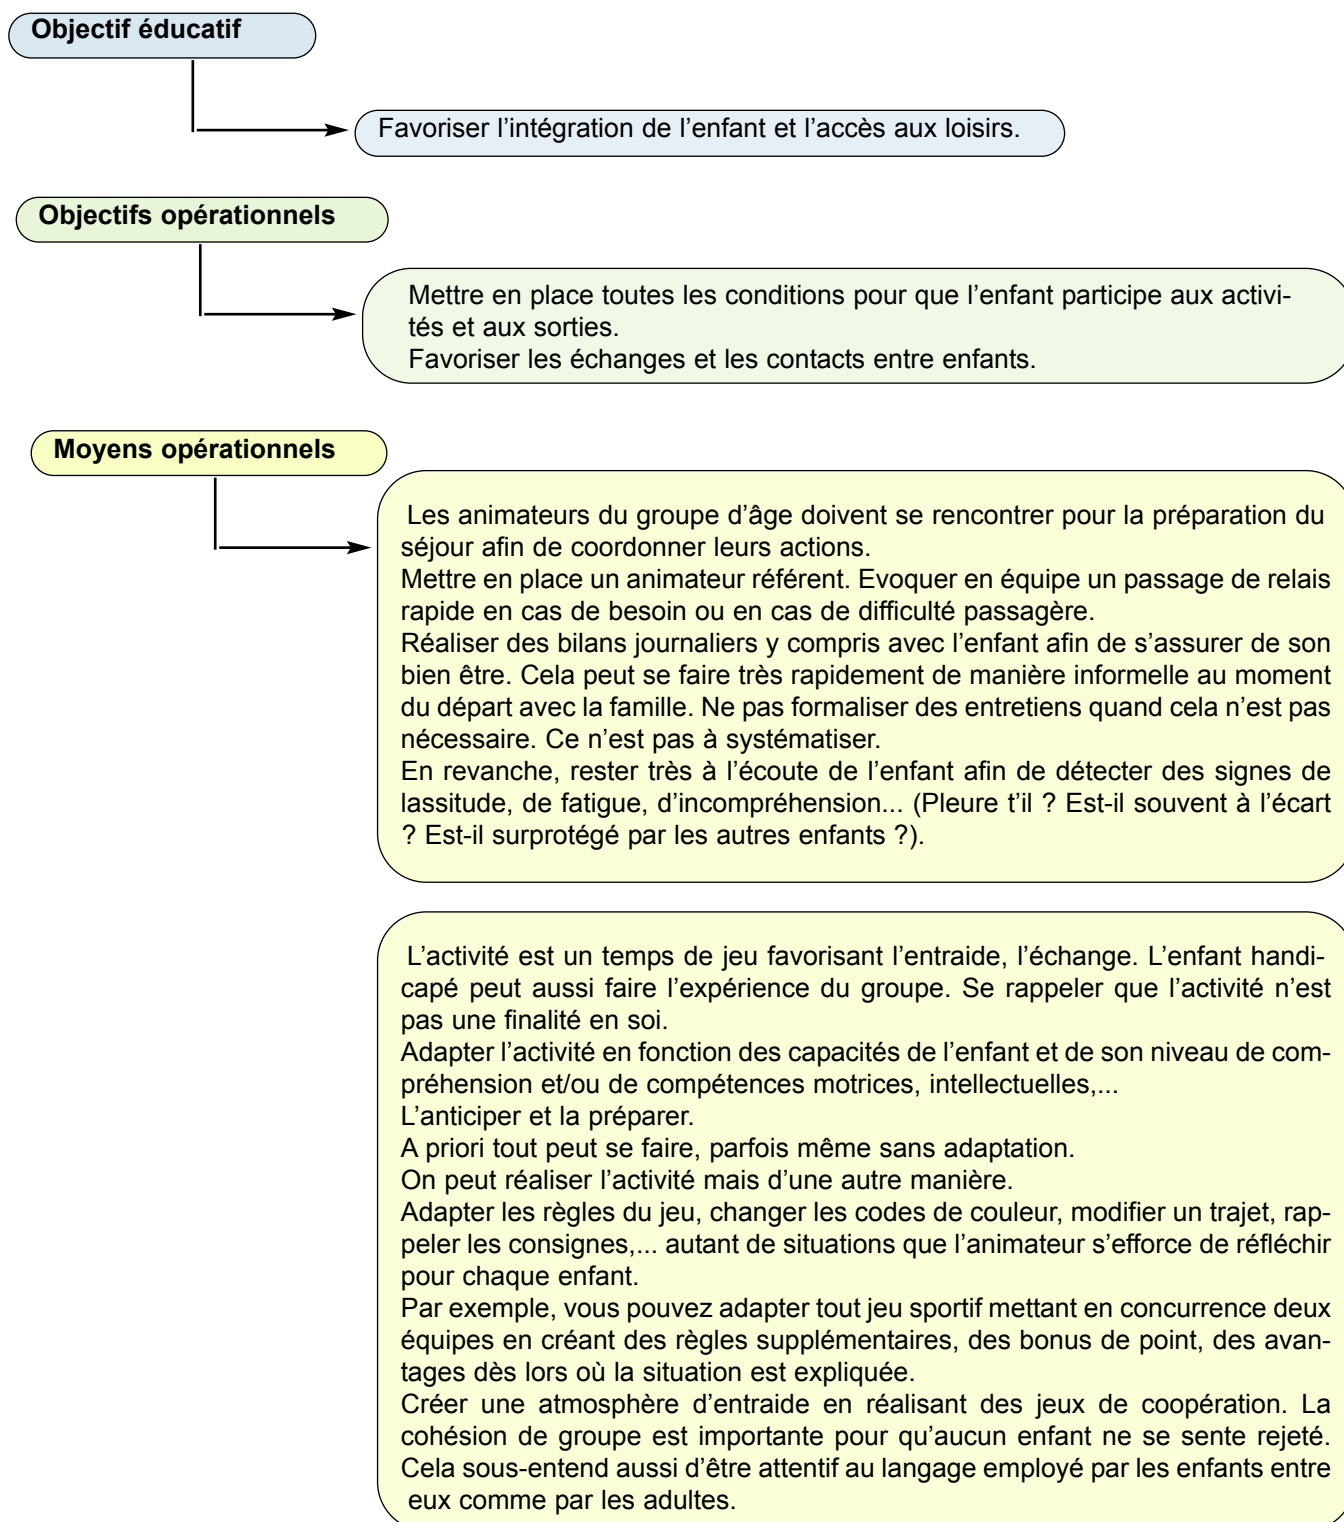 Objectif éducatif
Favoriser l’intégration de l’enfant et l’accès aux loisirs.
Objectifs opérationnels
Mettre en place toutes les conditions pour que l’enfant participe aux activi-
tés et aux sorties.
Favoriser les échanges et les contacts entre enfants.
Moyens opérationnels
Les animateurs du groupe d’âge doivent se rencontrer pour la préparation du
séjour afin de coordonner leurs actions.
Mettre en place un animateur référent. Evoquer en équipe un passage de relais
rapide en cas de besoin ou en cas de difficulté passagère.
Réaliser des bilans journaliers y compris avec l’enfant afin de s’assurer de son
bien être. Cela peut se faire très rapidement de manière informelle au moment
du départ avec la famille. Ne pas formaliser des entretiens quand cela n’est pas
nécessaire. Ce n’est pas à systématiser.
En revanche, rester très à l’écoute de l’enfant afin de détecter des signes de
lassitude, de fatigue, d’incompréhension... (Pleure t’il ? Est-il souvent à l’écart
? Est-il surprotégé par les autres enfants ?).
L’activité est un temps de jeu favorisant l’entraide, l’échange. L’enfant handi-
capé peut aussi faire l’expérience du groupe. Se rappeler que l’activité n’est
pas une finalité en soi.
Adapter l’activité en fonction des capacités de l’enfant et de son niveau de com-
préhension et/ou de compétences motrices, intellectuelles,...
L’anticiper et la préparer.
A priori tout peut se faire, parfois même sans adaptation.
On peut réaliser l’activité mais d’une autre manière.
Adapter les règles du jeu, changer les codes de couleur, modifier un trajet, rap-
peler les consignes,... autant de situations que l’animateur s’efforce de réfléchir
pour chaque enfant.
Par exemple, vous pouvez adapter tout jeu sportif mettant en concurrence deux
équipes en créant des règles supplémentaires, des bonus de point, des avan-
tages dès lors où la situation est expliquée.
Créer une atmosphère d’entraide en réalisant des jeux de coopération. La
cohésion de groupe est importante pour qu’aucun enfant ne se sente rejeté.
Cela sous-entend aussi d’être attentif au langage employé par les enfants entre
eux comme par les adultes.